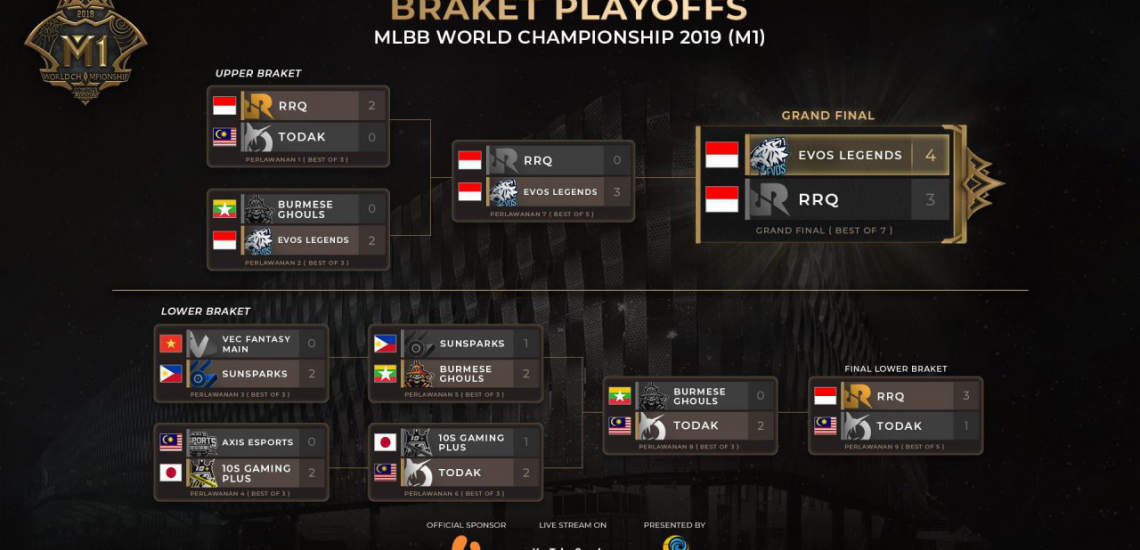 BRAKET PLAYOFFS
MLBB WORLD CHAMPIONSHIP 2019 (M1)
2019
M1
WORLD CHAMPIONSHIP
UPPER BRAKET
RRQ 2
TODAK 0
PERLAWANAN 1 ( BEST OF 3 )
BURMESE
GHOULS 0
EVOS LEGENDS 2
PERLAWANAN 2 ( BEST OF 3 )
RRQ 0
EVOS LEGENDS 3
PERLAWANAN 7 ( BEST OF 5 )
GRAND FINAL
EVOS
EVOS LEGENDS 4
RRQ 3
GRAND FINAL ( BEST OF 7 )
LOWER BRAKET
VEC FANTASY
MAIN 0
SUNSPARKS 2
PERLAWANAN 3 ( BEST OF 3 )
AXIS ESPORTS 0
10S GAMING
PLUS 2
PERLAWANAN 4 ( BEST OF 3 )
SUNSPARKS 1
BURMESE
GHOULS 2
PERLAWANAN 5 ( BEST OF 3 )
10S GAMING
PLUS 1
TODAK 2
PERLAWANAN 6 ( BEST OF 3 )
BURMESE
GHOULS 0
TODAK 2
PERLAWANAN 8 ( BEST OF 3 )
FINAL LOWER BRAKET
RRQ 3
TODAK 1
PERLAWANAN 9 ( BEST OF 5 )
OFFICIAL SPONSOR
LIVE STREAM ON
PRESENTED BY